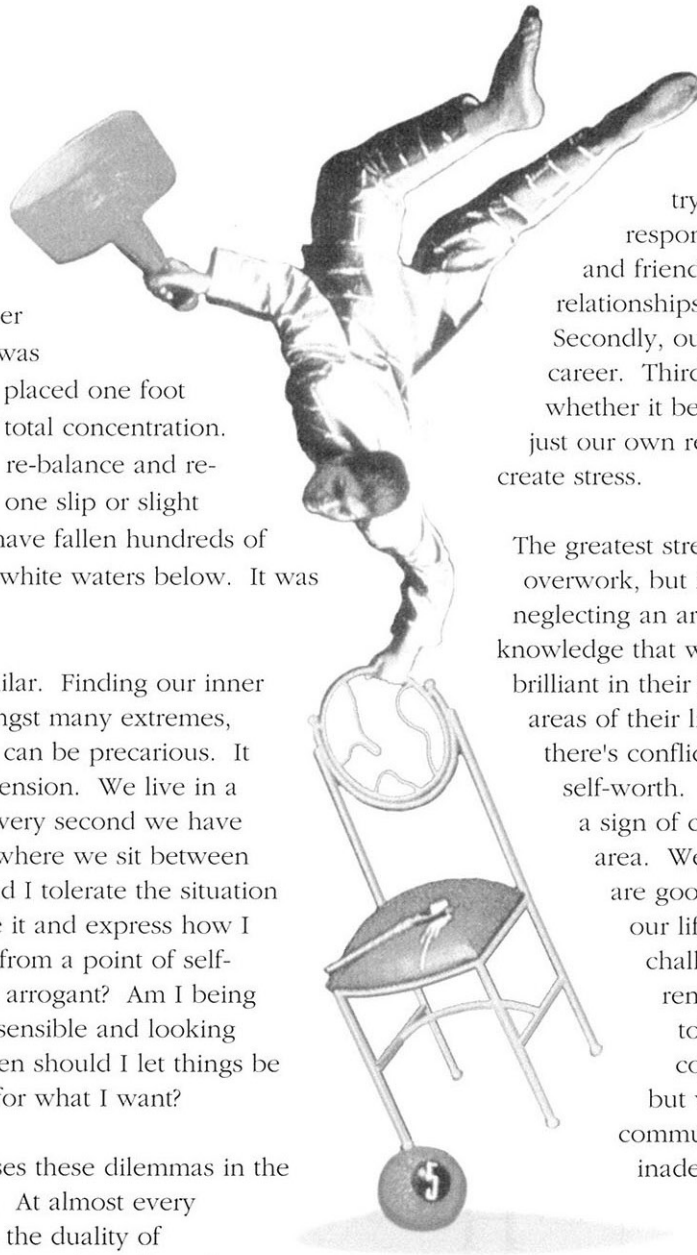 er
was
placed one foot
total concentration.
re-balance and re-
one slip or slight
have fallen hundreds of
white waters below. It was
ilar. Finding our inner
ngst many extremes,
can be precarious. It
ension. We live in a
very second we have
where we sit between
d I tolerate the situation
e it and express how I
from a point of self-
arrogant? Am I being
sensible and looking
en should I let things be
for what I want?
ses these dilemmas in the
At almost every
the duality of
try
respon
and friend
relationships
Secondly, ou
career. Third
whether it be
just our own re
create stress.
The greatest stre
overwork, but
neglecting an ar
knowledge that w
brilliant in their
areas of their li
there's conflic
self-worth.
a sign of c
area. We
are goo
our lif
chall
ren
to
co
but
commu
inade
5